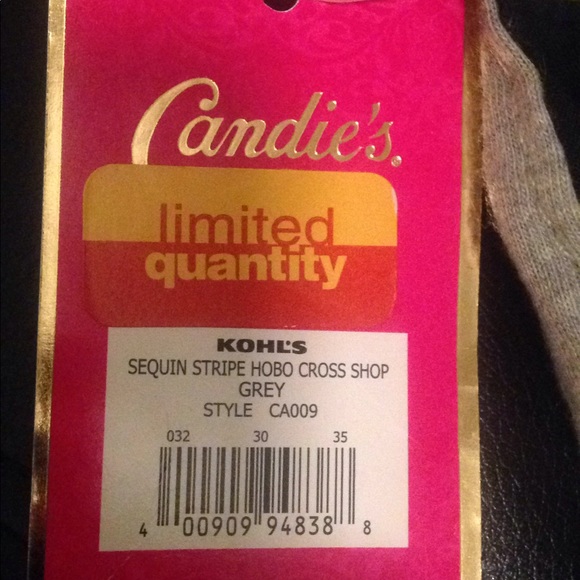 Candie's.
limited
quantity
KOHL'S
SEQUIN STRIPE HOBO CROSS SHOP
GREY
STYLE CA009
032 30 35
4 00909 94838 8